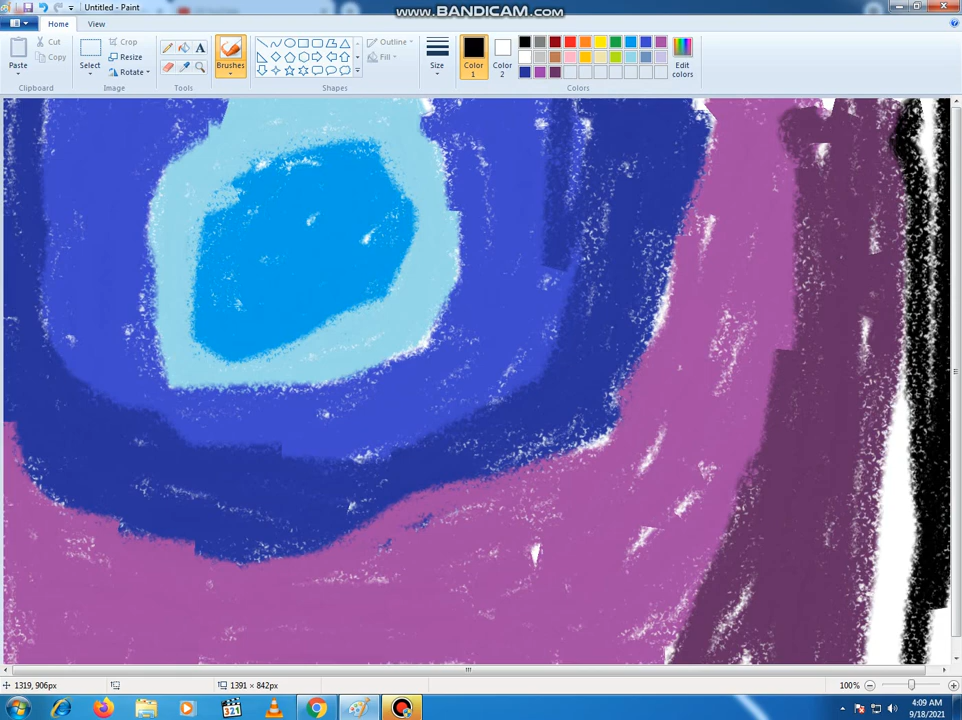 Untitled - Paint
www.BANDICAM.com
Home
View
Paste
Cut
Copy
Clipboard
Select
Crop
Resize
Rotate
Image
A
Tools
Brushes
Outline
Fill
Shapes
Size
Color
1
Color
2
Edit
colors
Colors
1319, 906px
1391 × 842px
100%
321
4:09 AM
9/18/2021